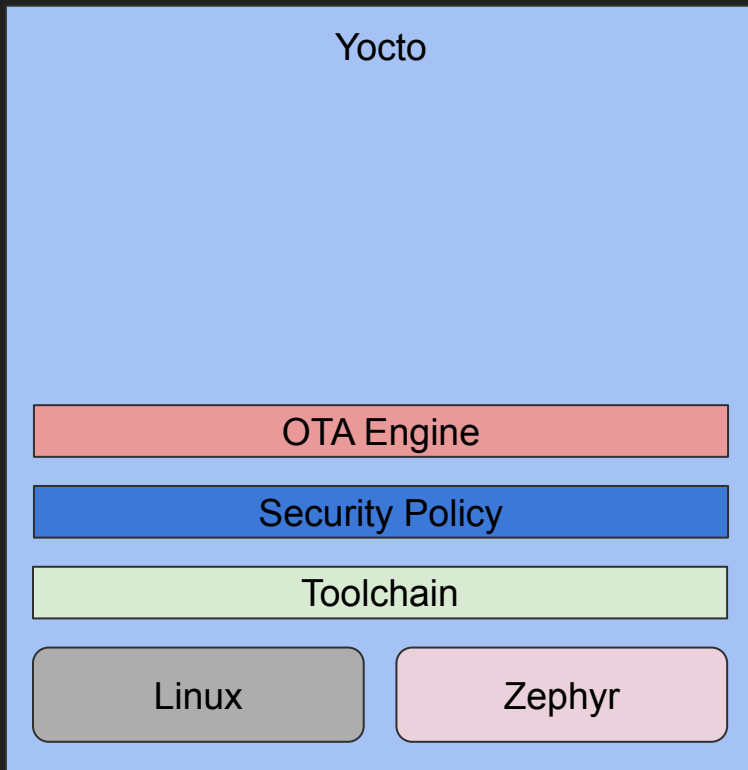 Yocto
OTA Engine
Security Policy
Toolchain
Linux
Zephyr